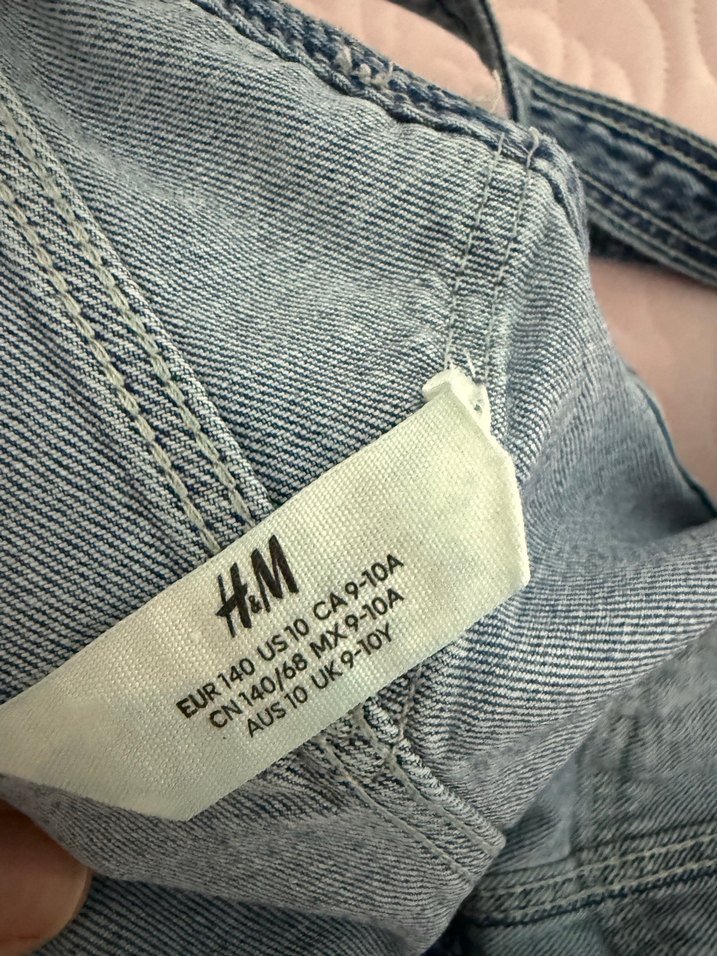 H&M
EUR 140 US 10 CA 9-10A
CN 140/68 MX 9-10A
AUS 10 UK 9-10Y